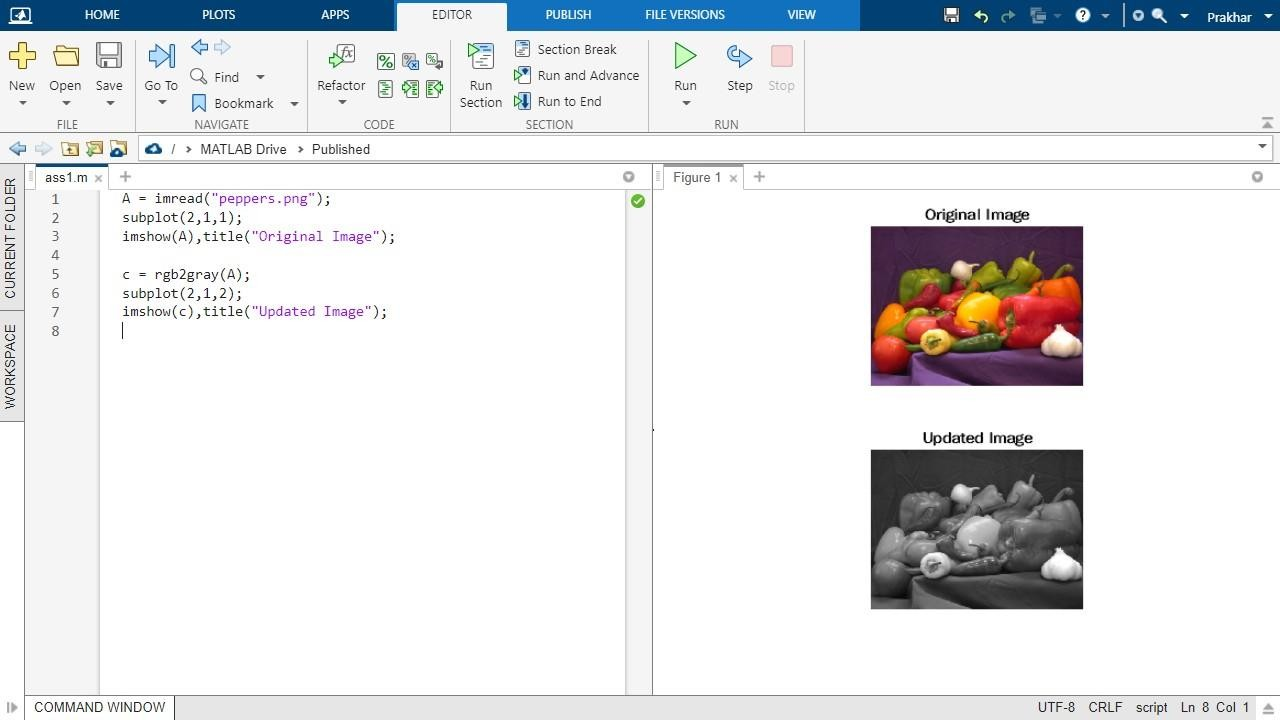 HOME PLOTS APPS EDITOR PUBLISH FILE VERSIONS VIEW Prakhar
New Open Save Go To Find Bookmark Refactor Run Section Section Break Run and Advance Run to End Run Step Stop
FILE NAVIGATE CODE SECTION RUN
/ › MATLAB Drive › Published
CURRENT FOLDER
WORKSPACE
ass1.m × +
1 A = imread("peppers.png");
2 subplot(2,1,1);
3 imshow(A),title("Original Image");
4
5 c = rgb2gray(A);
6 subplot(2,1,2);
7 imshow(c),title("Updated Image");
8
Figure 1 × +
Original Image
Updated Image
COMMAND WINDOW
UTF-8 CRLF script Ln 8 Col 1